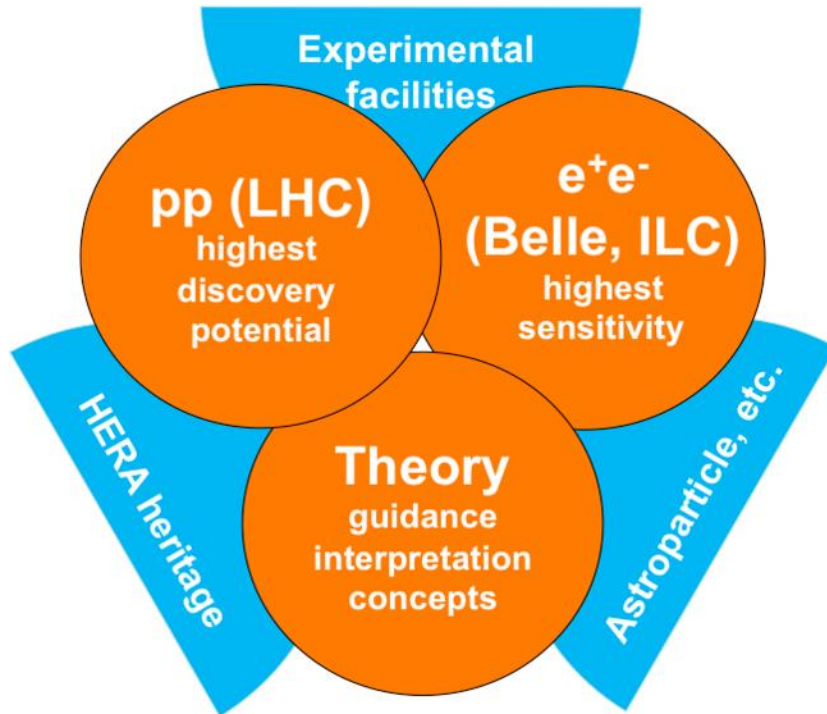 Experimental
facilities
pp (LHC)
highest
discovery
potential
e⁺e⁻
(Belle, ILC)
highest
sensitivity
HERA heritage
Astroparticle, etc.
Theory
guidance
interpretation
concepts